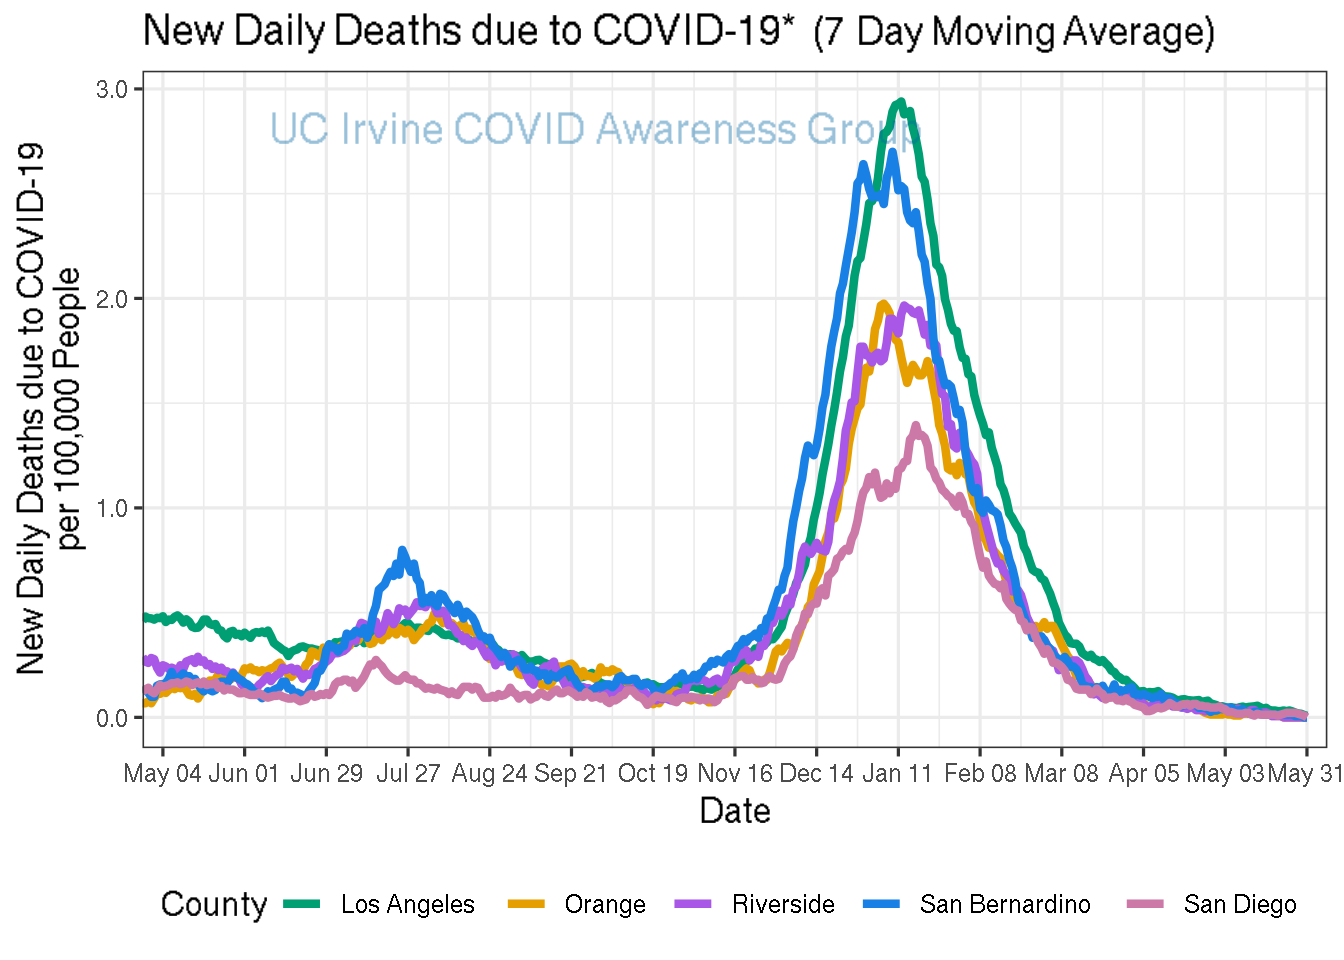 New Daily Deaths due to COVID-19* (7 Day Moving Average)
UC Irvine COVID Awareness Group
New Daily Deaths due to COVID-19
per 100,000 People
3.0
2.0
1.0
0.0
May 04 Jun 01 Jun 29 Jul 27 Aug 24 Sep 21 Oct 19 Nov 16 Dec 14 Jan 11 Feb 08 Mar 08 Apr 05 May 03 May 31
Date
County Los Angeles Orange Riverside San Bernardino San Diego